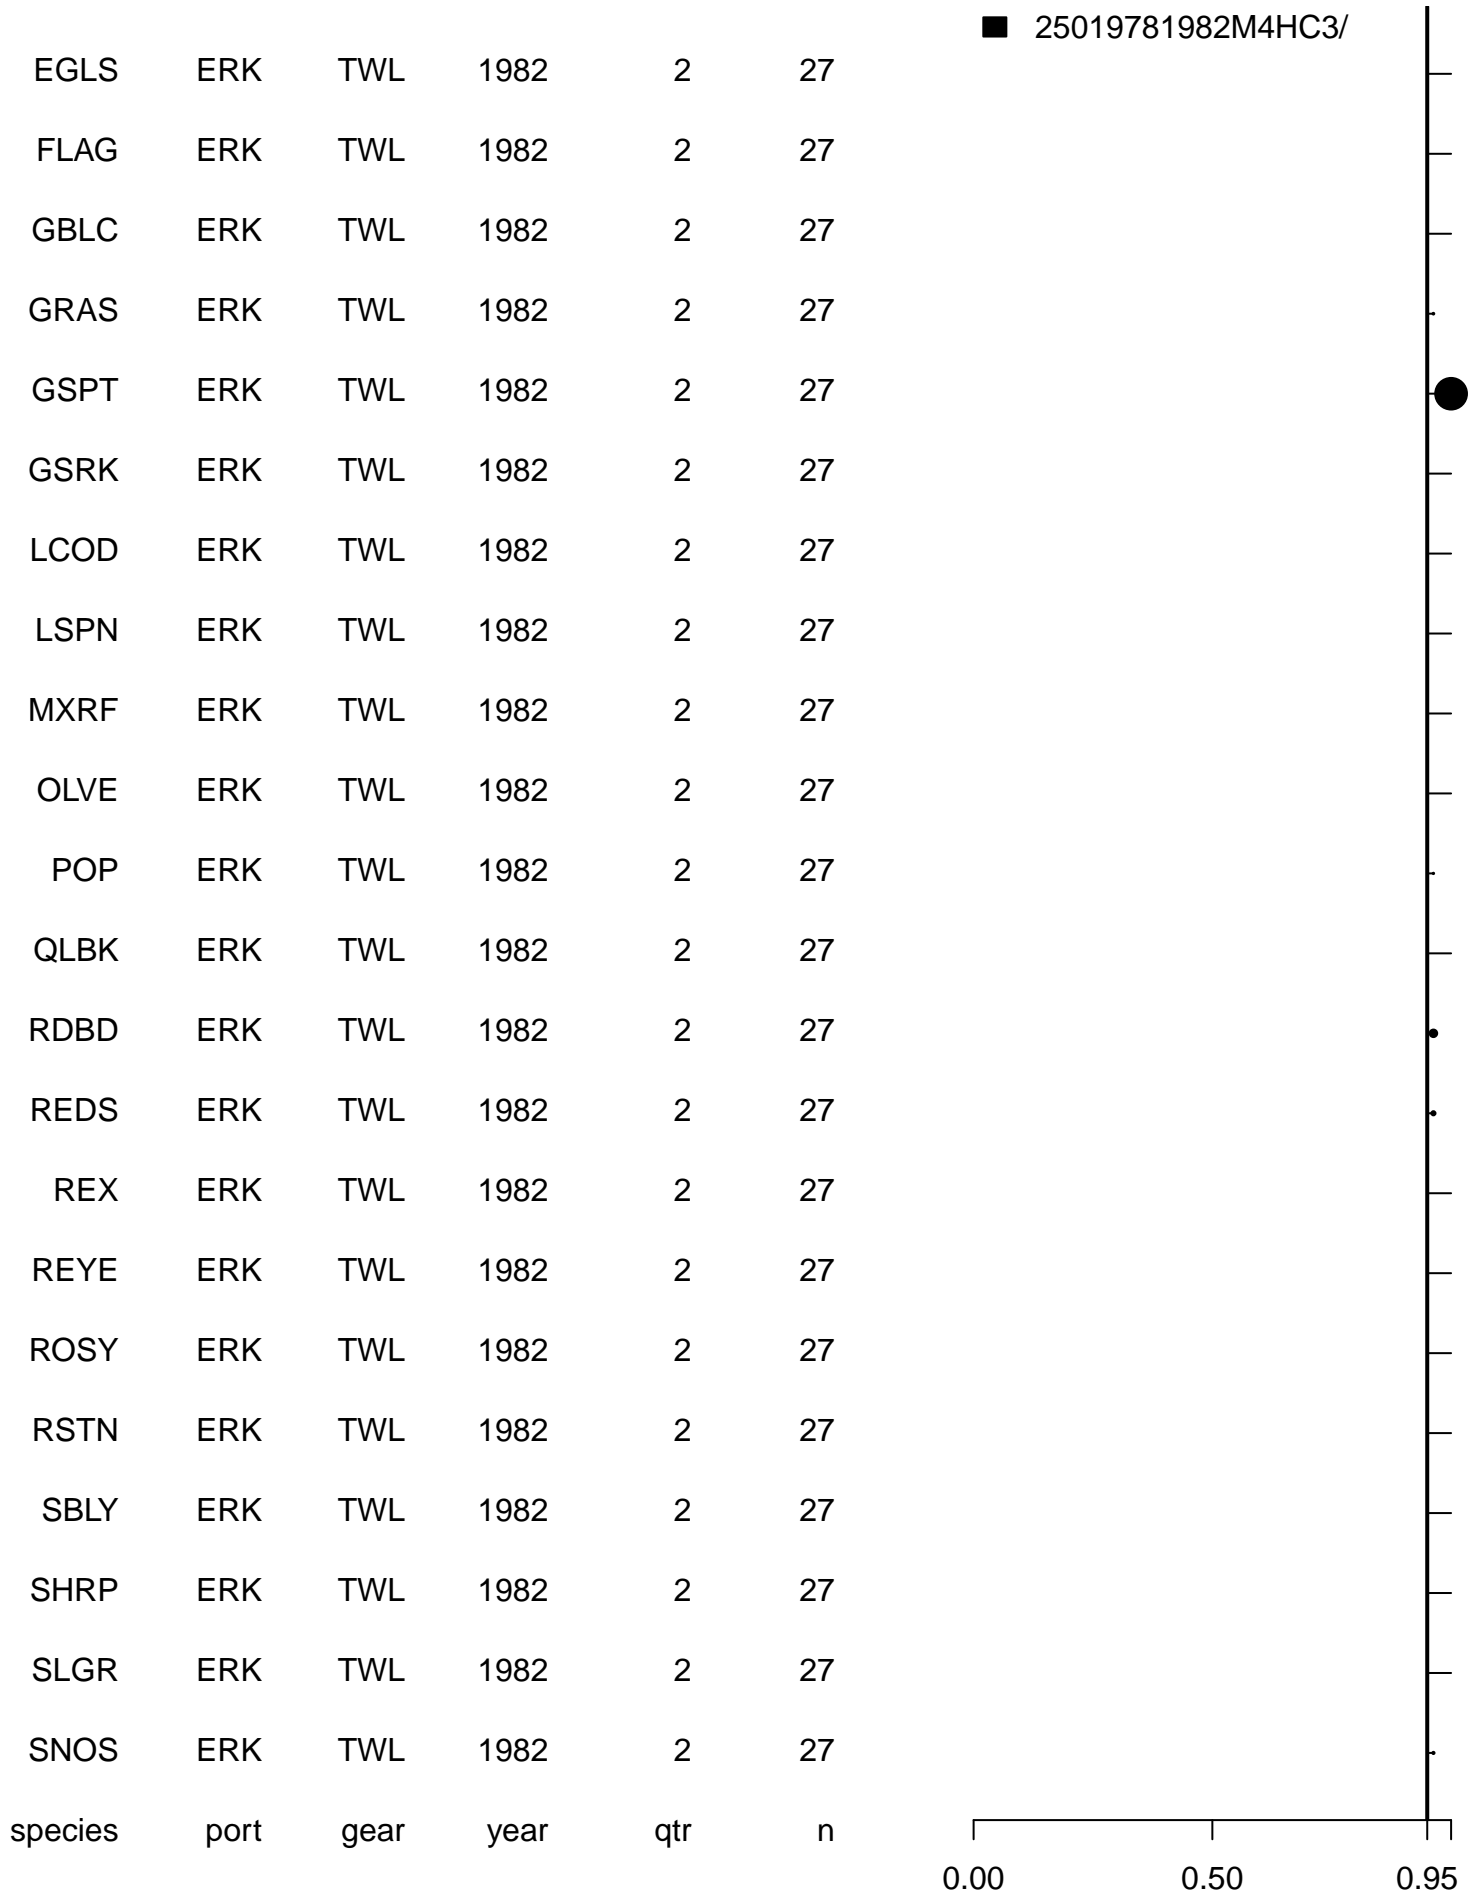 25019781982M4HC3/
EGLS ERK TWL 1982 2 27
FLAG ERK TWL 1982 2 27
GBLC ERK TWL 1982 2 27
GRAS ERK TWL 1982 2 27
GSPT ERK TWL 1982 2 27
GSRK ERK TWL 1982 2 27
LCOD ERK TWL 1982 2 27
LSPN ERK TWL 1982 2 27
MXRF ERK TWL 1982 2 27
OLVE ERK TWL 1982 2 27
POP ERK TWL 1982 2 27
QLBK ERK TWL 1982 2 27
RDBD ERK TWL 1982 2 27
REDS ERK TWL 1982 2 27
REX ERK TWL 1982 2 27
REYE ERK TWL 1982 2 27
ROSY ERK TWL 1982 2 27
RSTN ERK TWL 1982 2 27
SBLY ERK TWL 1982 2 27
SHRP ERK TWL 1982 2 27
SLGR ERK TWL 1982 2 27
SNOS ERK TWL 1982 2 27
species port gear year qtr n
0.00 0.50 0.95